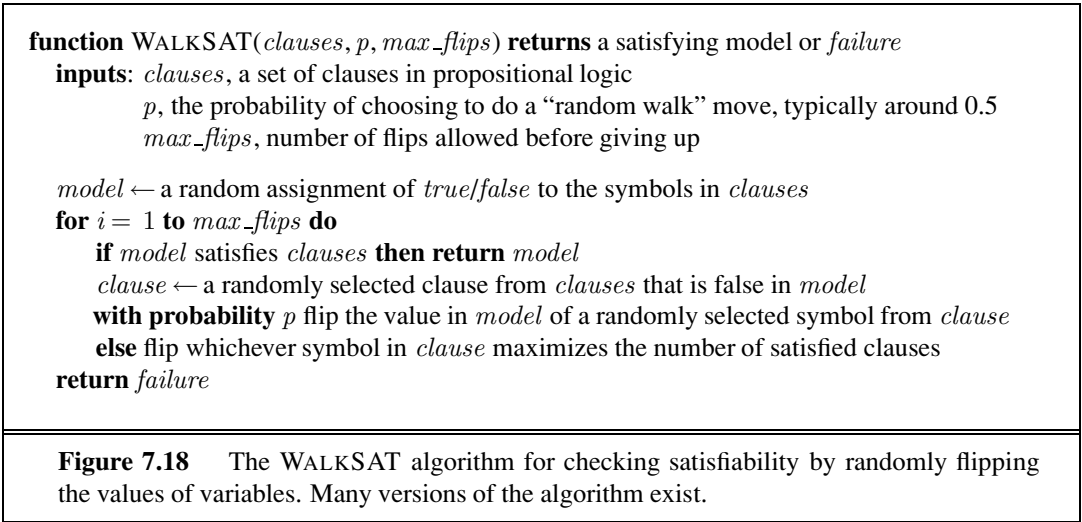 function WALKSAT(clauses, p, max_flips) returns a satisfying model or failure
inputs: clauses, a set of clauses in propositional logic
p, the probability of choosing to do a “random walk” move, typically around 0.5
max_flips, number of flips allowed before giving up
model ← a random assignment of true/false to the symbols in clauses
for i = 1 to max_flips do
if model satisfies clauses then return model
clause ← a randomly selected clause from clauses that is false in model
with probability p flip the value in model of a randomly selected symbol from clause
else flip whichever symbol in clause maximizes the number of satisfied clauses
return failure
Figure 7.18 The WALKSAT algorithm for checking satisfiability by randomly flipping
the values of variables. Many versions of the algorithm exist.